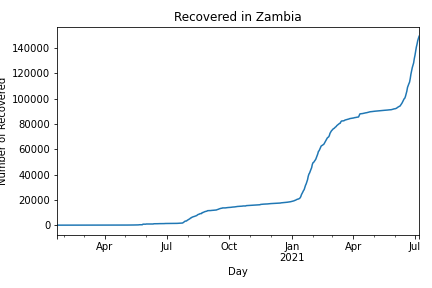 Recovered in Zambia
Number of Recovered
140000
120000
100000
80000
60000
40000
20000
0
Apr
Jul
Oct
Jan
2021
Apr
Jul
Day